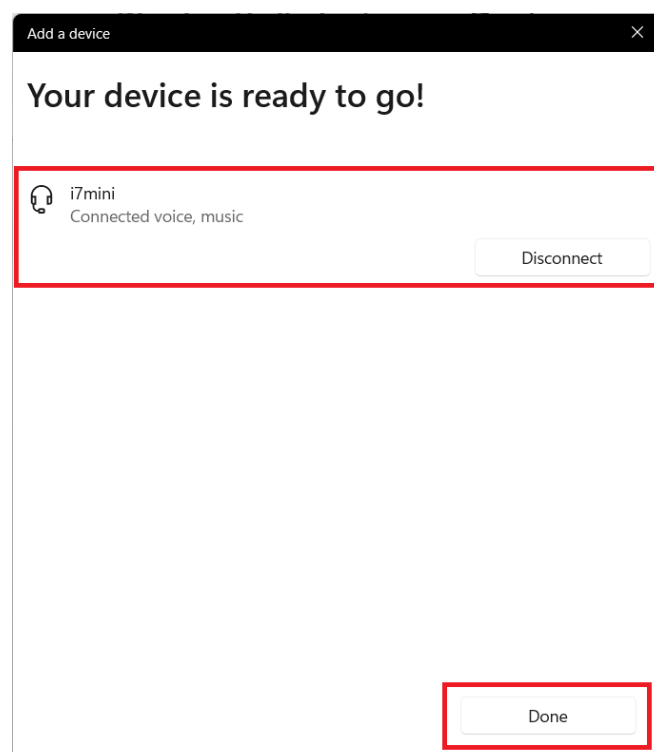 Add a device
Your device is ready to go!
i7mini
Connected voice, music
Disconnect
Done